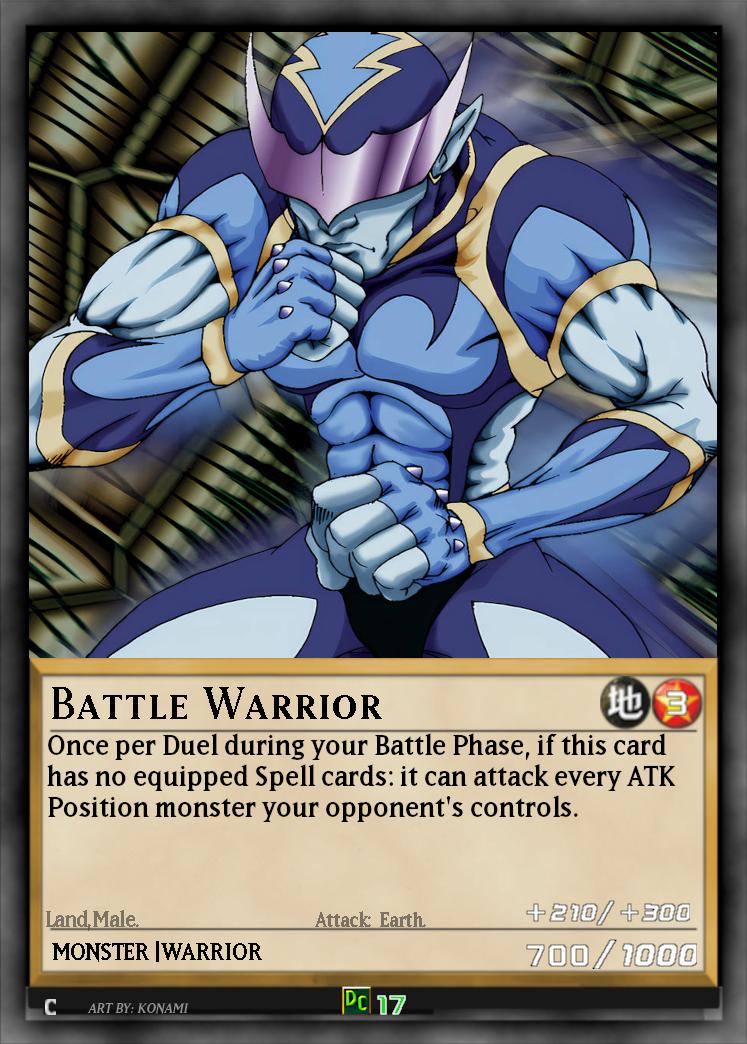 BATTLE WARRIOR
地 3
Once per Duel during your Battle Phase, if this card
has no equipped Spell cards: it can attack every ATK
Position monster your opponent's controls.
Land,Male. Attack: Earth. +210/ +300
MONSTER |WARRIOR 700/1000
C ART BY: KONAMI PC 17